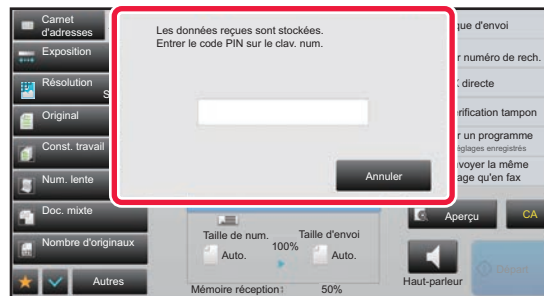 Carnet
d'adresses
Exposition
Résolution
S
Original
Const. travail
Num. lente
Doc. mixte
Nombre d'originaux
Autres
Les données reçues sont stockées.
Entrer le code PIN sur le clav. num.
Annuler
que d'envoi
r numéro de rech.
directe
rification tampon
r un programme
églages enregistrés
nvoyer la même
age qu'en fax
Aperçu
CA
Taille de num.
100%
Taille d'envoi
Auto.
Auto.
Mémoire réception:
50%
Haut-parleur
Départ